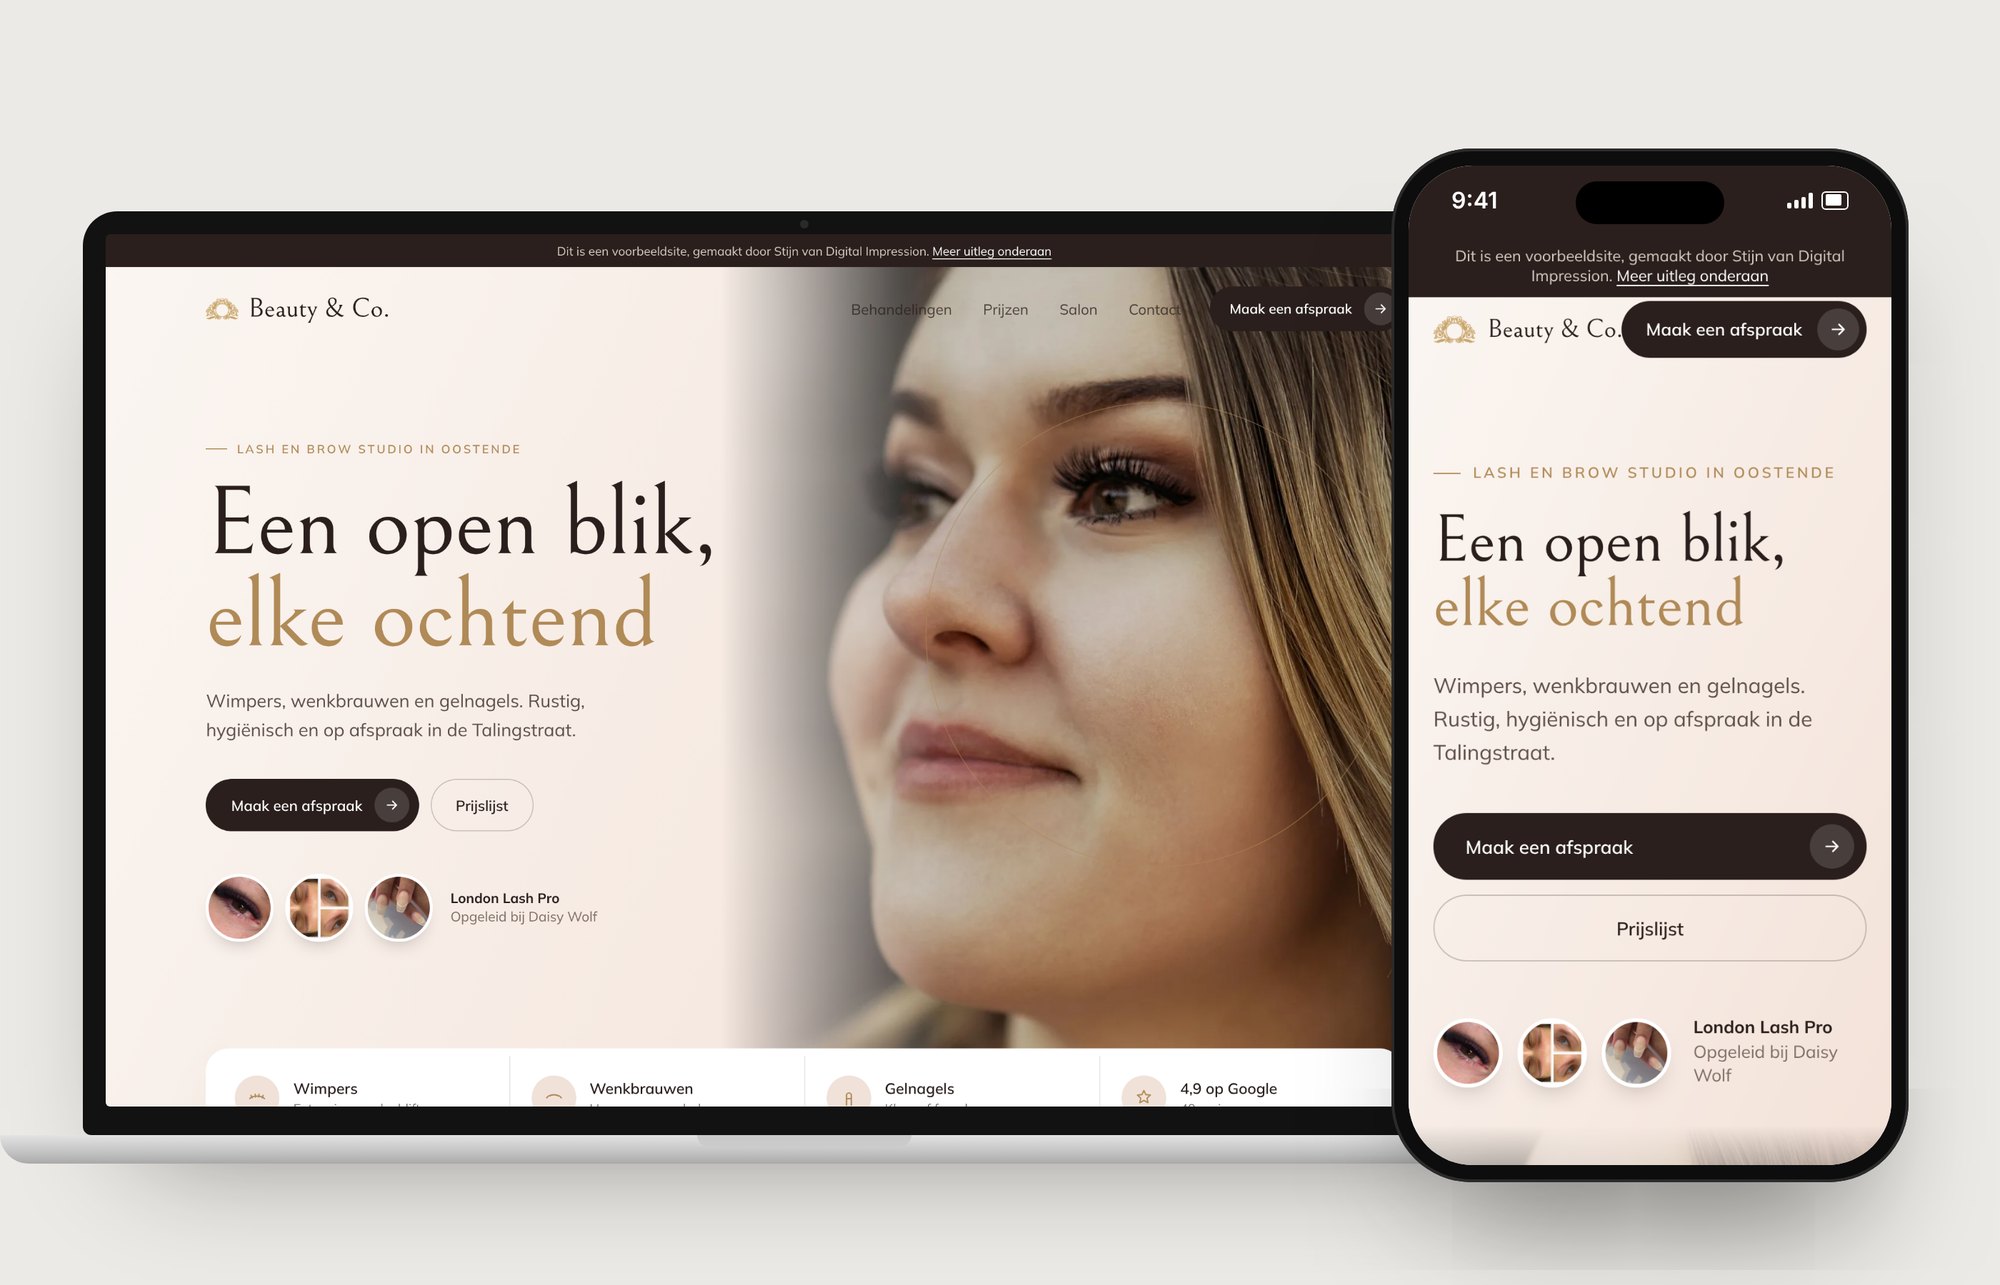 Dit is een voorbeeldsite, gemaakt door Stijn van Digital Impression. Meer uitleg onderaan
Beauty & Co.
Behandelingen
Prijzen
Salon
Contact
Maak een afspraak
LASH EN BROW STUDIO IN OOSTENDE
Een open blik,
elke ochtend
Wimpers, wenkbrauwen en gelnagels. Rustig,
hygiënisch en op afspraak in de Talingstraat.
Maak een afspraak
Prijslijst
London Lash Pro
Opgeleid bij Daisy Wolf
Wimpers
Wenkbrauwen
Gelnagels
4,9 op Google
9:41
Dit is een voorbeeldsite, gemaakt door Stijn van Digital
Impression. Meer uitleg onderaan
Beauty & Co.
Maak een afspraak
LASH EN BROW STUDIO IN OOSTENDE
Een open blik,
elke ochtend
Wimpers, wenkbrauwen en gelnagels.
Rustig, hygiënisch en op afspraak in de
Talingstraat.
Maak een afspraak
Prijslijst
London Lash Pro
Opgeleid bij Daisy
Wolf